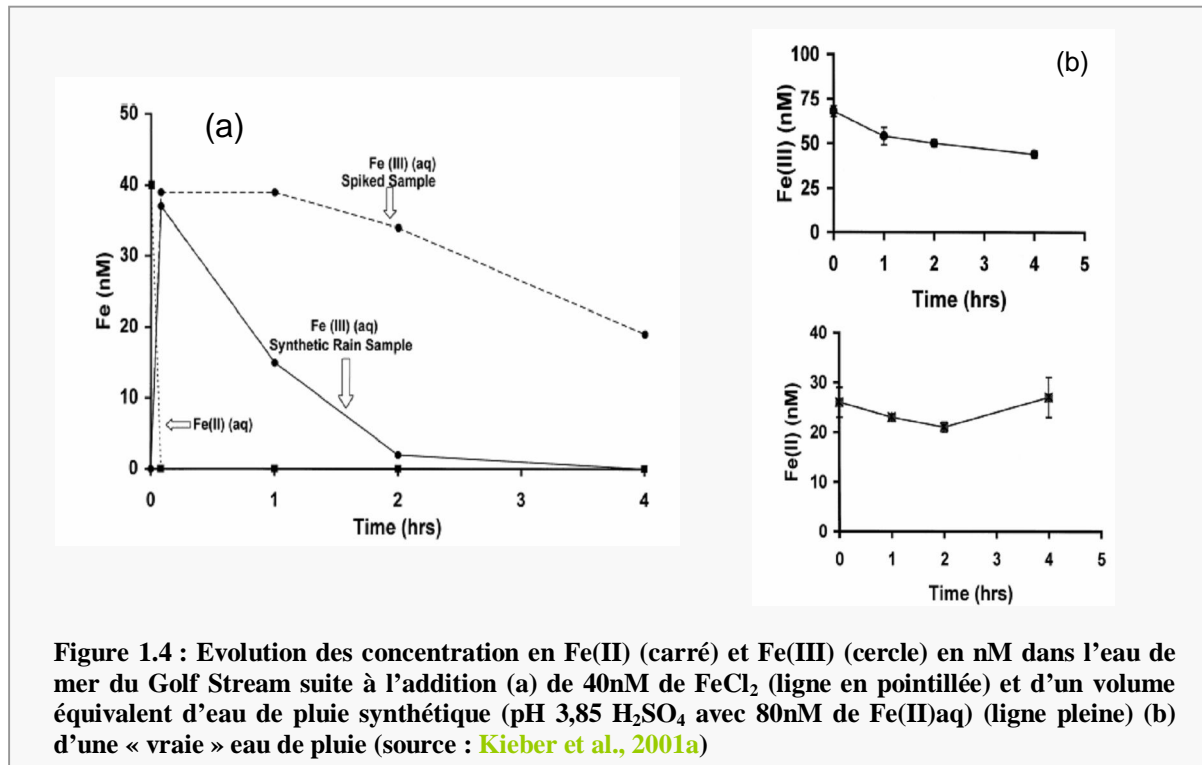 (a)
50
40
30
20
10
0
Fe (nM)
Fe (III) (aq)
Spiked Sample
Fe (III) (aq)
Synthetic Rain Sample
Fe(II) (aq)
0 1 2 3 4
Time (hrs)
(b)
100
75
50
25
0
Fe(III) (nM)
0 1 2 3 4 5
Time (hrs)
40
30
20
10
0
Fe(II) (nM)
0 1 2 3 4 5
Time (hrs)
Figure 1.4 : Evolution des concentration en Fe(II) (carré) et Fe(III) (cercle) en nM dans l’eau de
mer du Golf Stream suite à l’addition (a) de 40nM de FeCl₂ (ligne en pointillée) et d’un volume
équivalent d’eau de pluie synthétique (pH 3,85 H₂SO₄ avec 80nM de Fe(II)aq) (ligne pleine) (b)
d’une « vraie » eau de pluie (source : Kieber et al., 2001a)